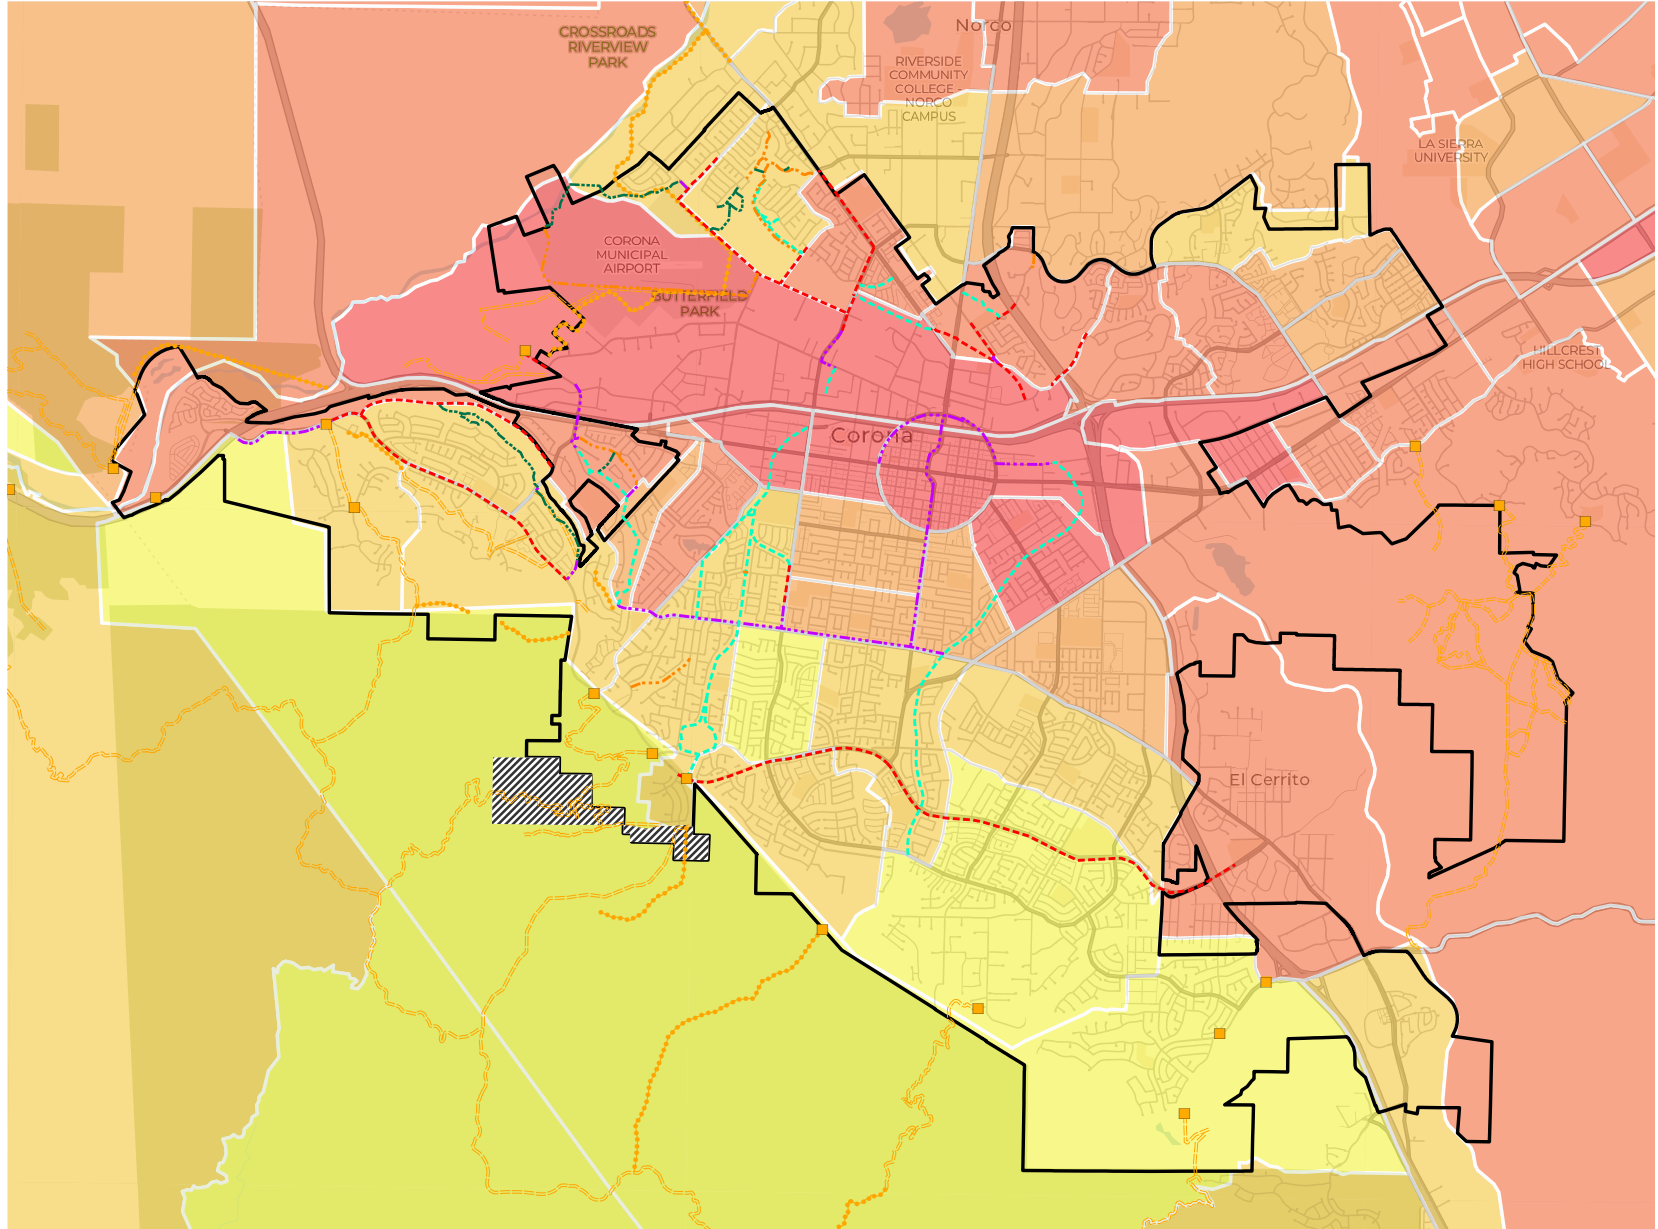 Norco
CROSSROADS
RIVERVIEW
PARK
RIVERSIDE
COMMUNITY
COLLEGE -
NORCO
CAMPUS
LA SIERRA
UNIVERSITY
CORONA
MUNICIPAL
AIRPORT
BUTTERFIELD
PARK
HILLCREST
HIGH SCHOOL
Corona
El Cerrito